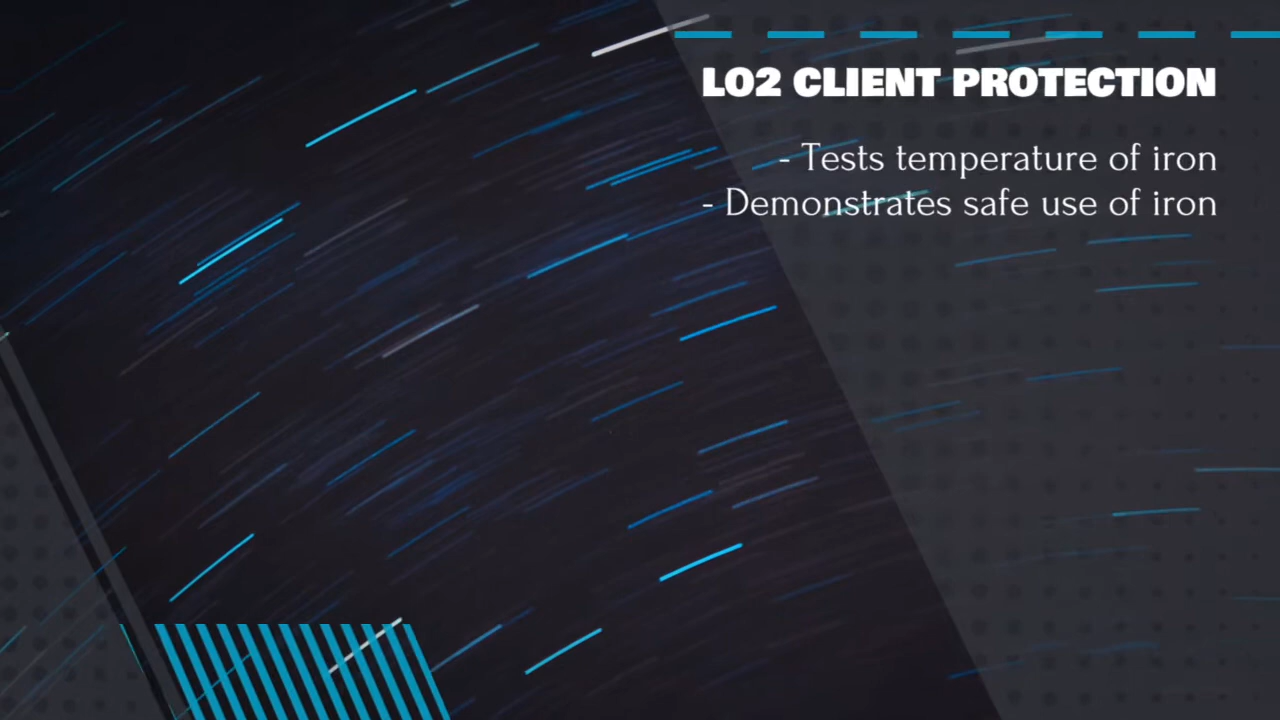 LO2 CLIENT PROTECTION
- Tests temperature of iron
- Demonstrates safe use of iron